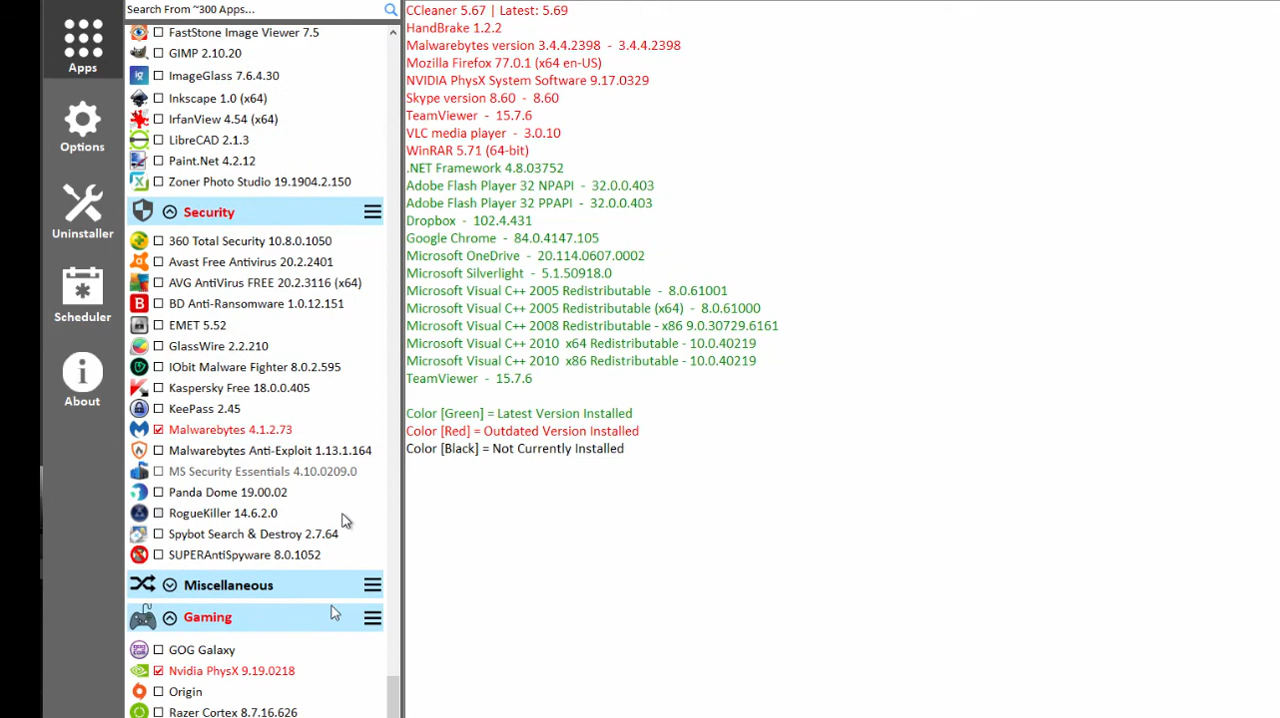 Apps
Options
Uninstaller
Scheduler
About
Search From ~300 Apps...
FastStone Image Viewer 7.5
GIMP 2.10.20
ImageGlass 7.6.4.30
Inkscape 1.0 (x64)
IrfanView 4.54 (x64)
LibreCAD 2.1.3
Paint.Net 4.2.12
Zoner Photo Studio 19.1904.2.150
Security
360 Total Security 10.8.0.1050
Avast Free Antivirus 20.2.2401
AVG AntiVirus FREE 20.2.3116 (x64)
BD Anti-Ransomware 1.0.12.151
EMET 5.52
GlassWire 2.2.210
IObit Malware Fighter 8.0.2.595
Kaspersky Free 18.0.0.405
KeePass 2.45
Malwarebytes 4.1.2.73
Malwarebytes Anti-Exploit 1.13.1.164
MS Security Essentials 4.10.0209.0
Panda Dome 19.00.02
RogueKiller 14.6.2.0
Spybot Search & Destroy 2.7.64
SUPERAntiSpyware 8.0.1052
Miscellaneous
Gaming
GOG Galaxy
Nvidia PhysX 9.19.0218
Origin
Razer Cortex 8.7.16.626
CCleaner 5.67 | Latest: 5.69
HandBrake 1.2.2
Malwarebytes version 3.4.4.2398 - 3.4.4.2398
Mozilla Firefox 77.0.1 (x64 en-US)
NVIDIA PhysX System Software 9.17.0329
Skype version 8.60 - 8.60
TeamViewer - 15.7.6
VLC media player - 3.0.10
WinRAR 5.71 (64-bit)
.NET Framework 4.8.03752
Adobe Flash Player 32 NPAPI - 32.0.0.403
Adobe Flash Player 32 PPAPI - 32.0.0.403
Dropbox - 102.4.431
Google Chrome - 84.0.4147.105
Microsoft OneDrive - 20.114.0607.0002
Microsoft Silverlight - 5.1.50918.0
Microsoft Visual C++ 2005 Redistributable - 8.0.61001
Microsoft Visual C++ 2005 Redistributable (x64) - 8.0.61000
Microsoft Visual C++ 2008 Redistributable - x86 9.0.30729.6161
Microsoft Visual C++ 2010 x64 Redistributable - 10.0.40219
Microsoft Visual C++ 2010 x86 Redistributable - 10.0.40219
TeamViewer - 15.7.6
Color [Green] = Latest Version Installed
Color [Red] = Outdated Version Installed
Color [Black] = Not Currently Installed